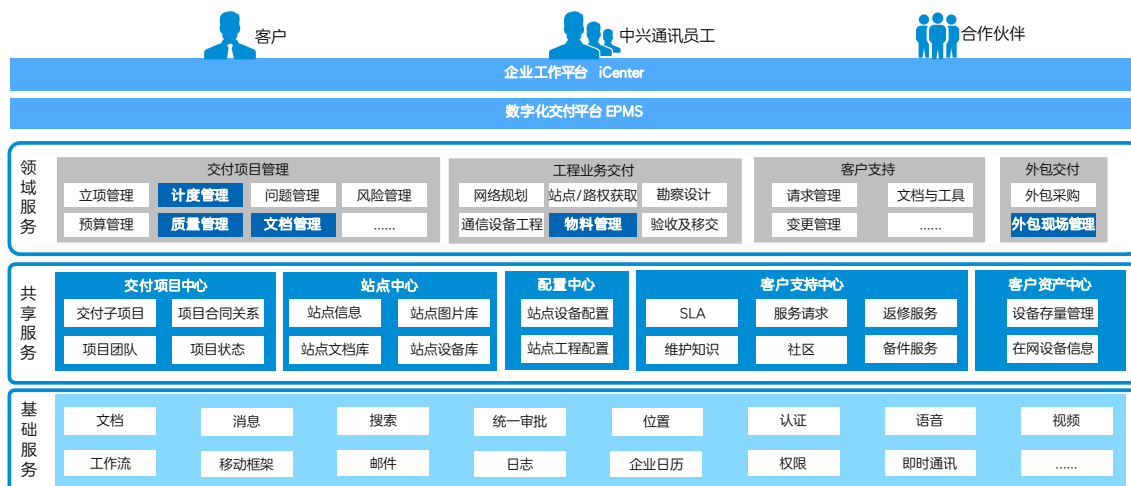 客户
中兴通讯员工
合作伙伴
企业工作平台 iCenter
数字化交付平台 EPMS
领域服务
交付项目管理
立项管理 计度管理 问题管理 风险管理
预算管理 质量管理 文档管理 ......
工程业务交付
网络规划 站点/路权获取 勘察设计
通信设备工程 物料管理 验收及移交
客户支持
请求管理 文档与工具
变更管理 ......
外包交付
外包采购
外包现场管理
共享服务
交付项目中心
交付子项目 项目合同关系
项目团队 项目状态
站点中心
站点信息 站点图片库
站点文档库 站点设备库
配置中心
站点设备配置
站点工程配置
客户支持中心
SLA 服务请求 返修服务
维护知识 社区 备件服务
客户资产中心
设备存量管理
在网设备信息
基础服务
文档 消息 搜索 统一审批 位置 认证 语音 视频
工作流 移动框架 邮件 日志 企业日历 权限 即时通讯 ......